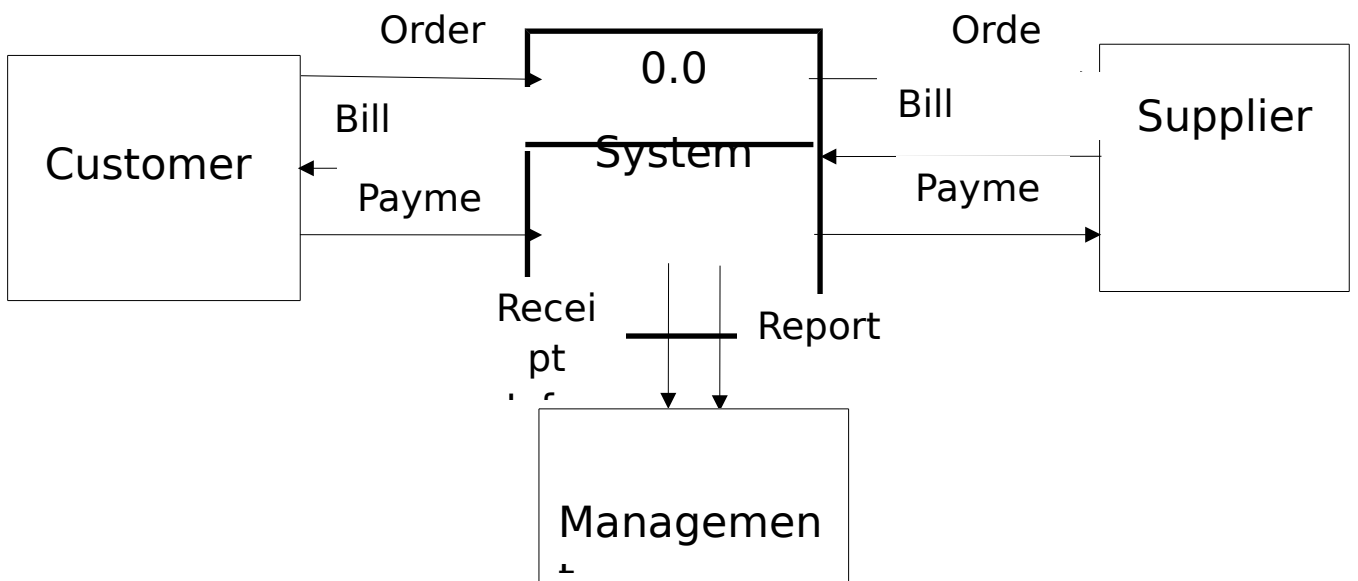 Order
Orde
0.0
Bill
Bill
Supplier
System
Customer
Payme
Payme
Recei
pt
Report
Managemen
t